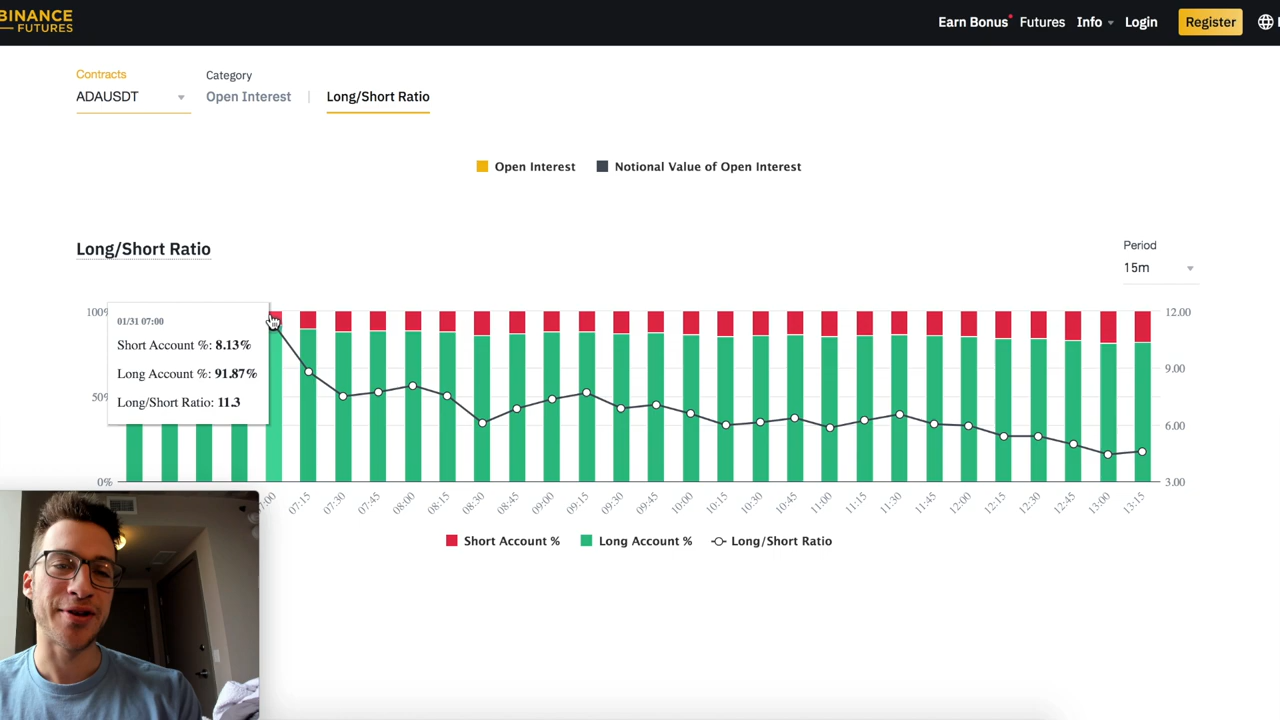 BINANCE
FUTURES
Earn Bonus Futures Info Login Register
Contracts
ADAUSDT
Category
Open Interest | Long/Short Ratio
Open Interest Notional Value of Open Interest
Long/Short Ratio
Period
15m
100%
50%
0%
01/31 07:00
Short Account %: 8.13%
Long Account %: 91.87%
Long/Short Ratio: 11.3
12.00
9.00
6.00
3.00
07:00 07:15 07:30 07:45 08:00 08:15 08:30 08:45 09:00 09:15 09:30 09:45 10:00 10:15 10:30 10:45 11:00 11:15 11:30 11:45 12:00 12:15 12:30 12:45 13:00 13:15
Short Account % Long Account % Long/Short Ratio